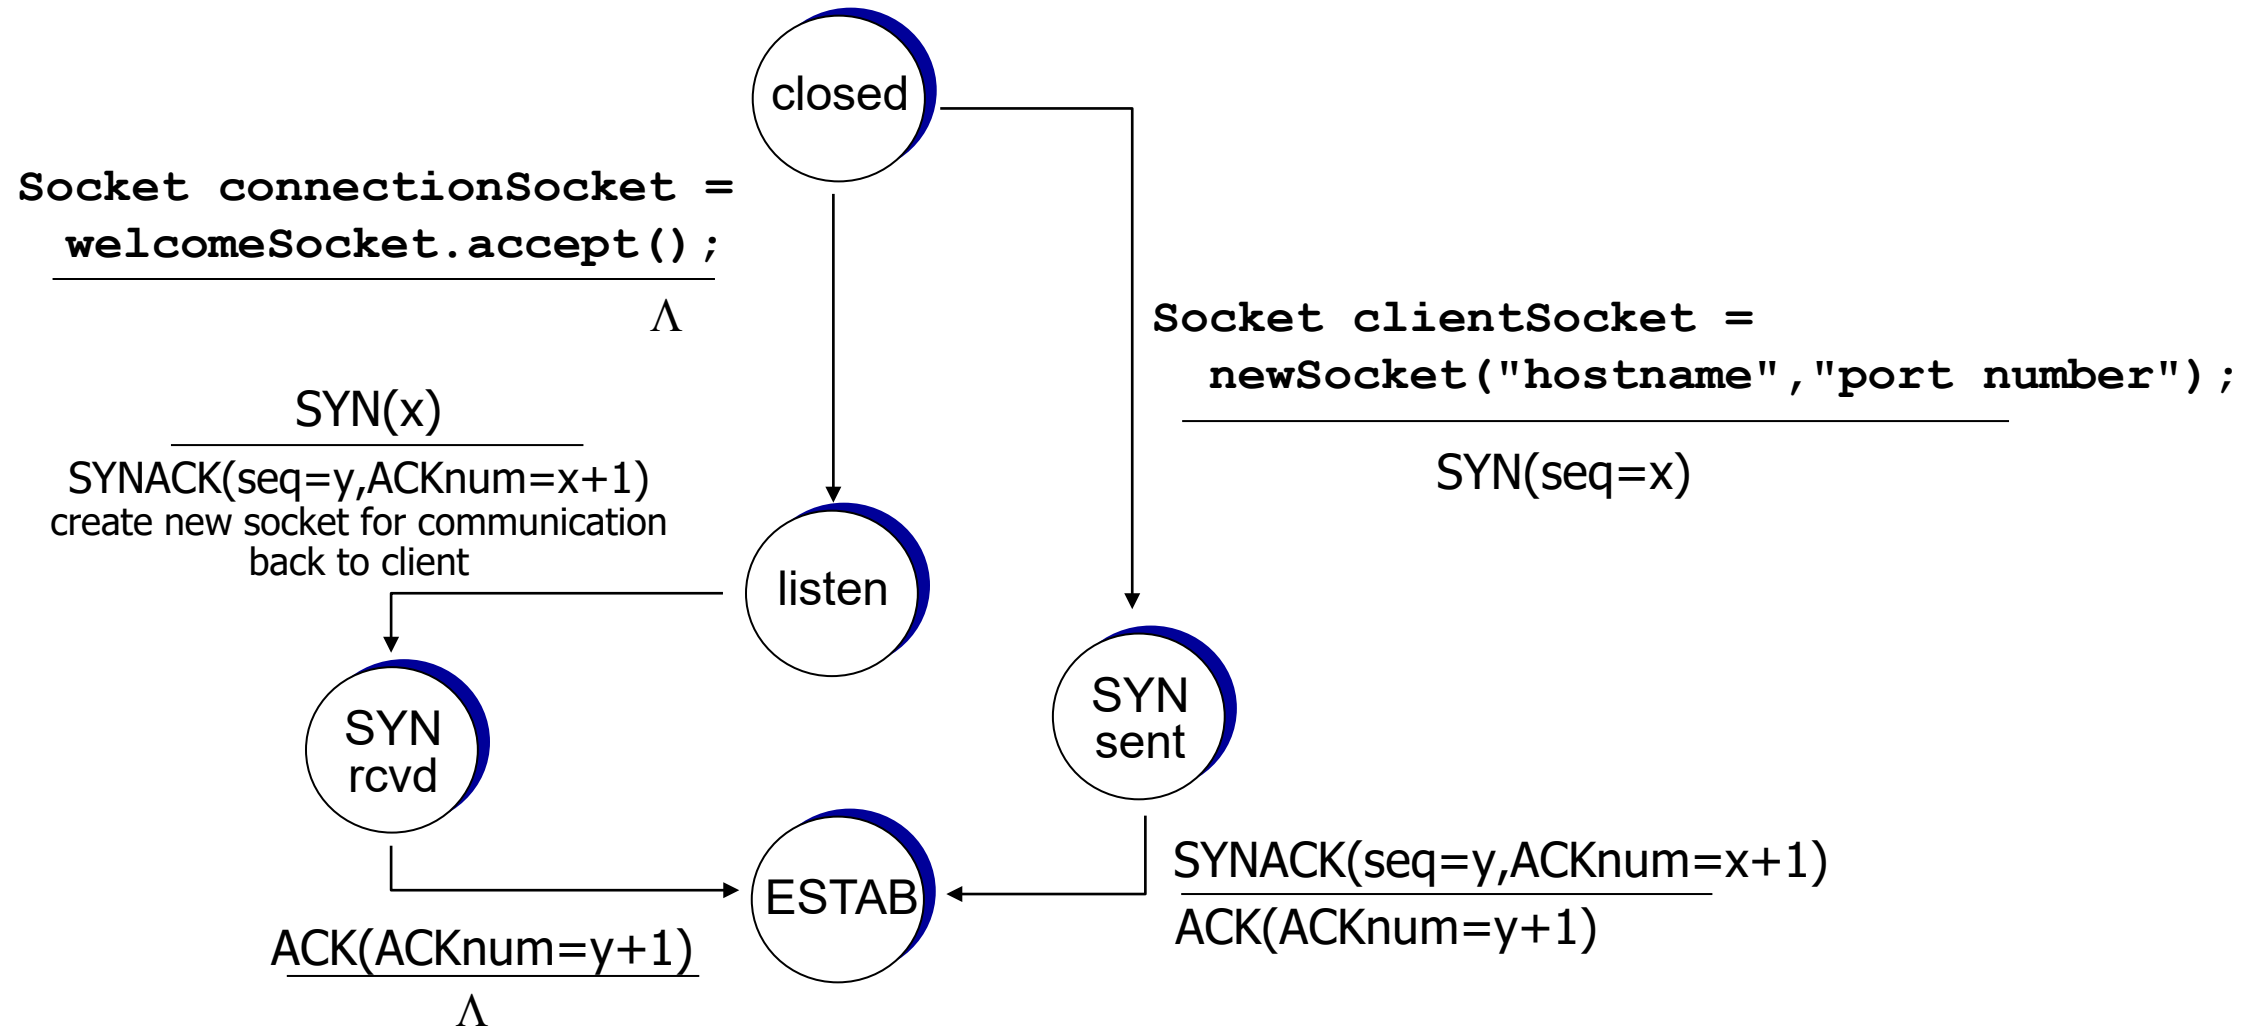 closed
Socket connectionSocket =
welcomeSocket.accept();
Λ
Socket clientSocket =
newSocket("hostname","port number");
SYN(seq=x)
SYN(x)
SYNACK(seq=y,ACKnum=x+1)
create new socket for communication
back to client
listen
SYN
rcvd
SYN
sent
ESTAB
SYNACK(seq=y,ACKnum=x+1)
ACK(ACKnum=y+1)
ACK(ACKnum=y+1)
Λ